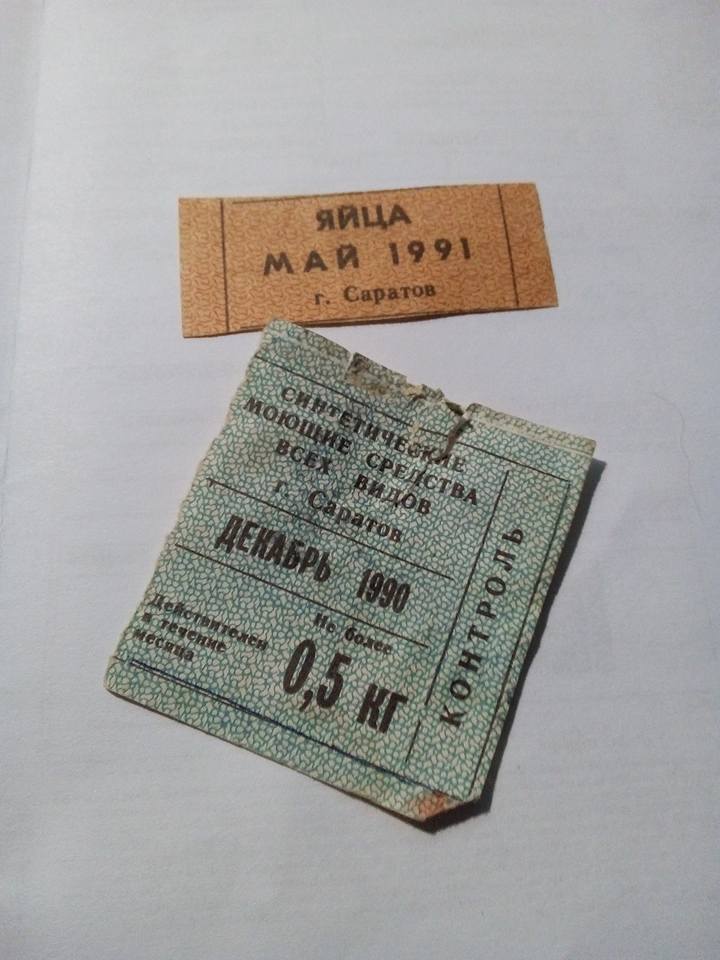 ЯЙЦА
МАЙ 1991
г. Саратов
СИНТЕТИЧЕСКИЕ
МОЮЩИЕ СРЕДСТВА
ВСЕХ ВИДОВ
г. Саратов
ДЕКАБРЬ 1990
Действителен
в течение
месяца
Не более
0,5 КГ
КОНТРОЛЬ